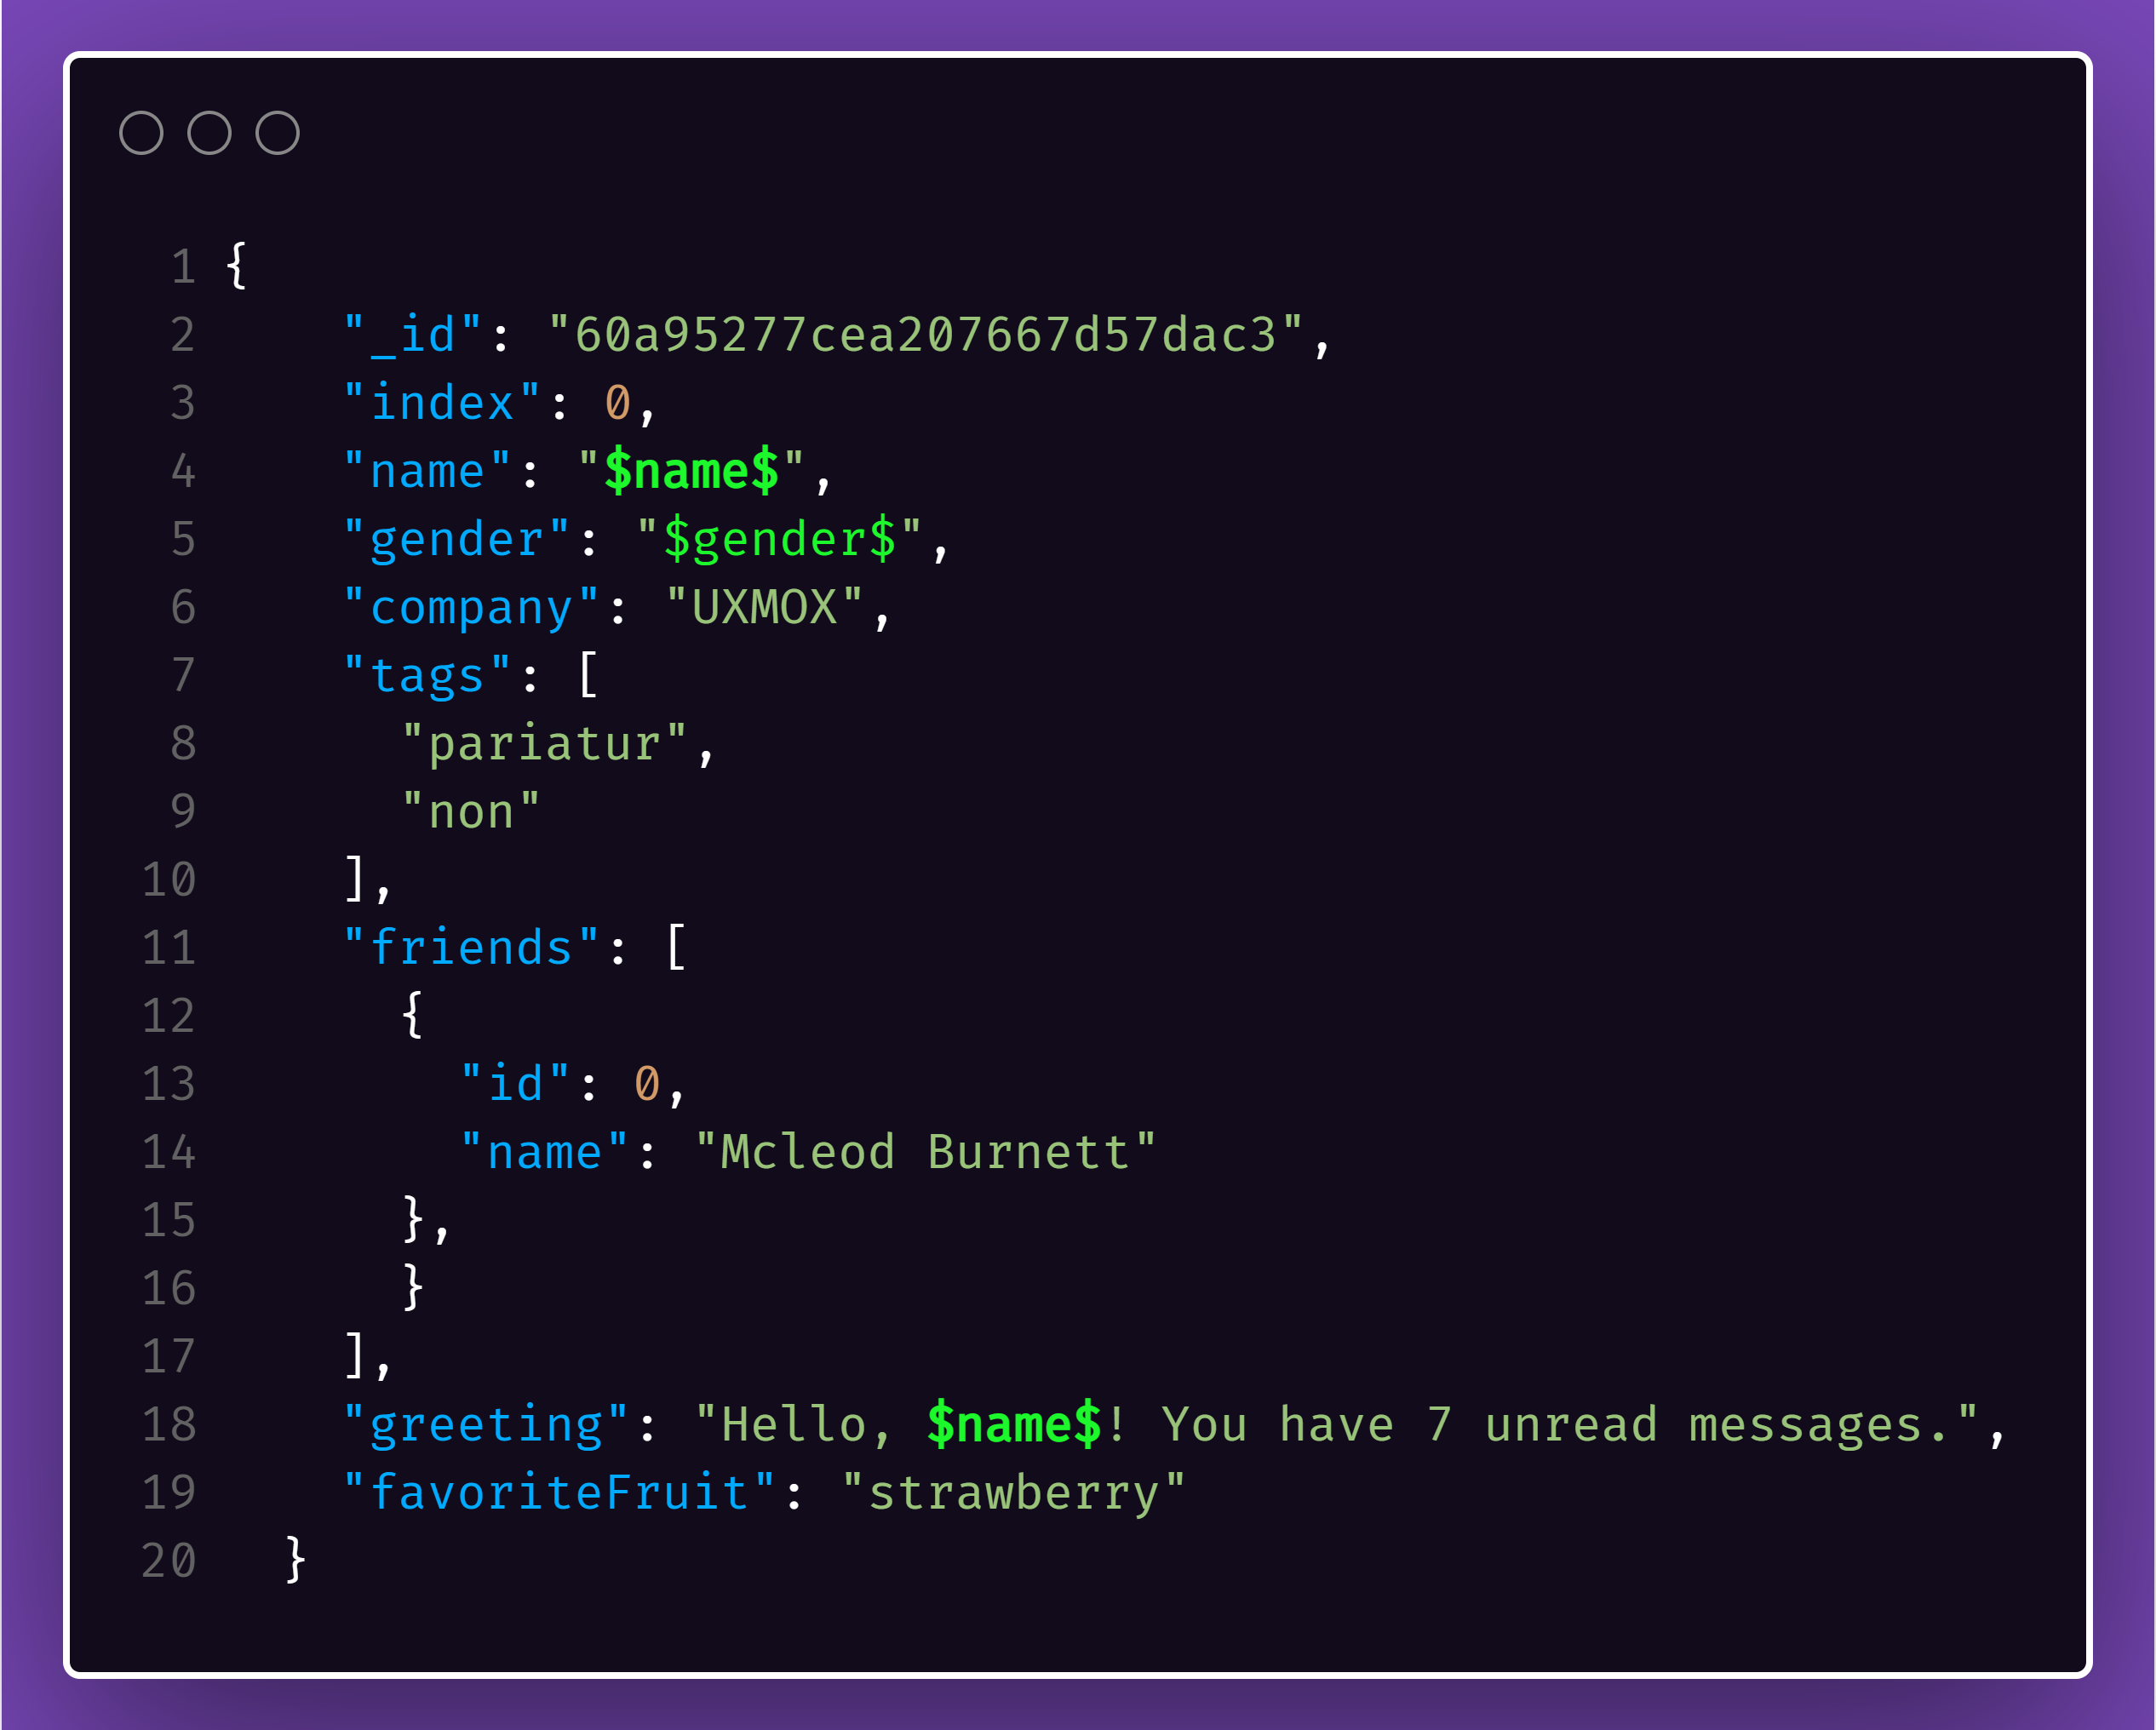 1 {
2     "_id": "60a95277cea207667d57dac3",
3     "index": 0,
4     "name": "$name$",
5     "gender": "$gender$",
6     "company": "UXMOX",
7     "tags": [
8       "pariatur",
9       "non"
10     ],
11     "friends": [
12       {
13         "id": 0,
14         "name": "Mcleod Burnett"
15       },
16       }
17     ],
18     "greeting": "Hello, $name$! You have 7 unread messages.",
19     "favoriteFruit": "strawberry"
20   }